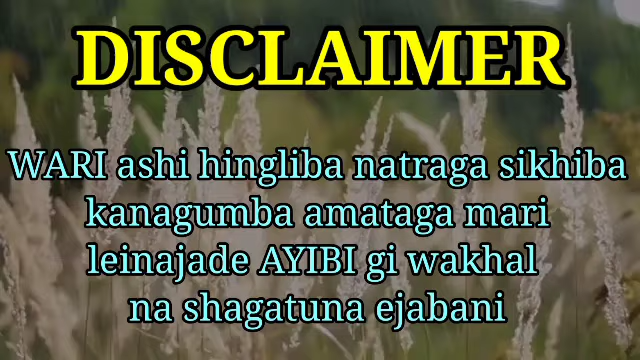 DISCLAIMER
WARI ashi hingliba natraga sikhiba
kanagumba amataga mari
leinajade AYIBI gi wakhal
na shagatuna ejabani